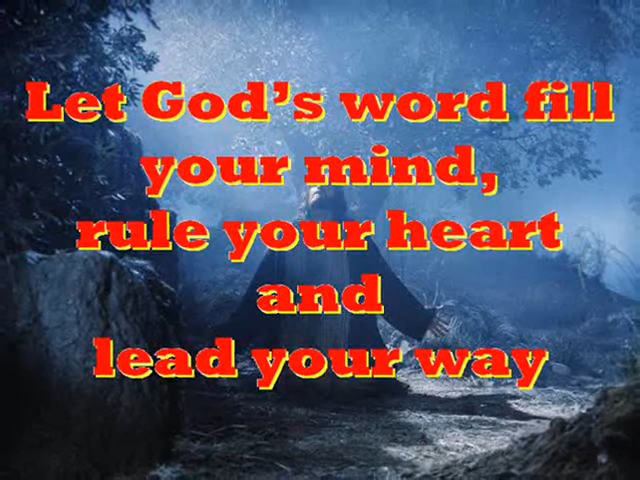 Let God’s word fill
your mind,
rule your heart
and
lead your way